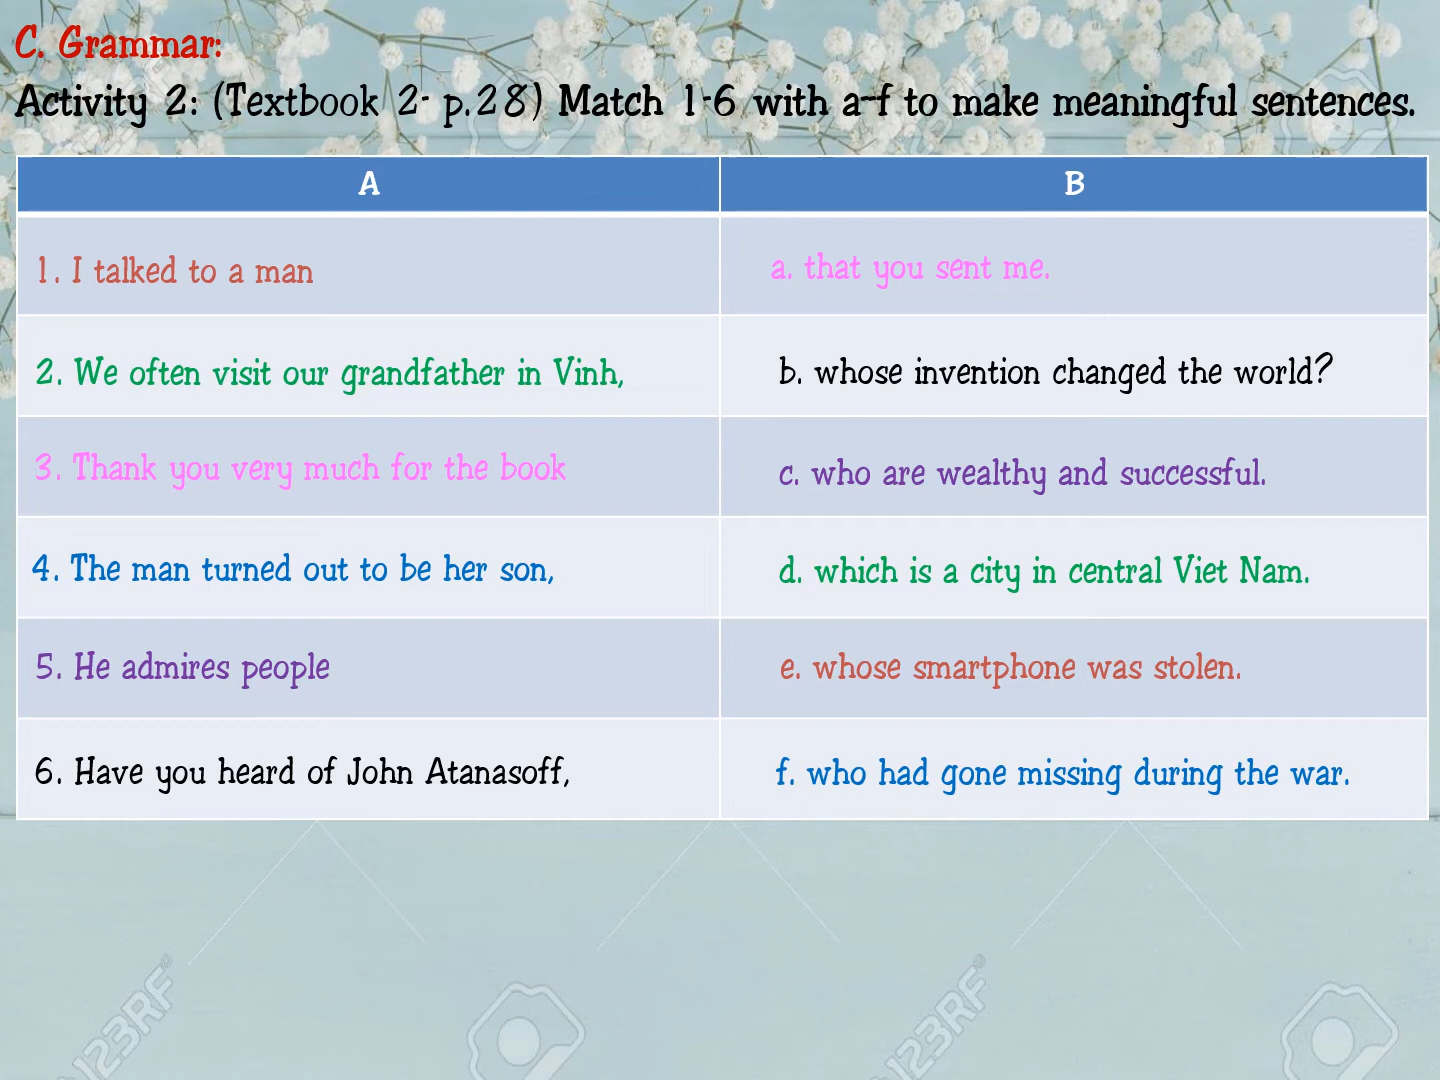 C. Grammar:
Activity 2: (Textbook 2- p.28) Match 1-6 with a-f to make meaningful sentences.
A
B
1. I talked to a man
a. that you sent me.
2. We often visit our grandfather in Vinh,
b. whose invention changed the world?
3. Thank you very much for the book
c. who are wealthy and successful.
4. The man turned out to be her son,
d. which is a city in central Viet Nam.
5. He admires people
e. whose smartphone was stolen.
6. Have you heard of John Atanasoff,
f. who had gone missing during the war.
123RF
123RF